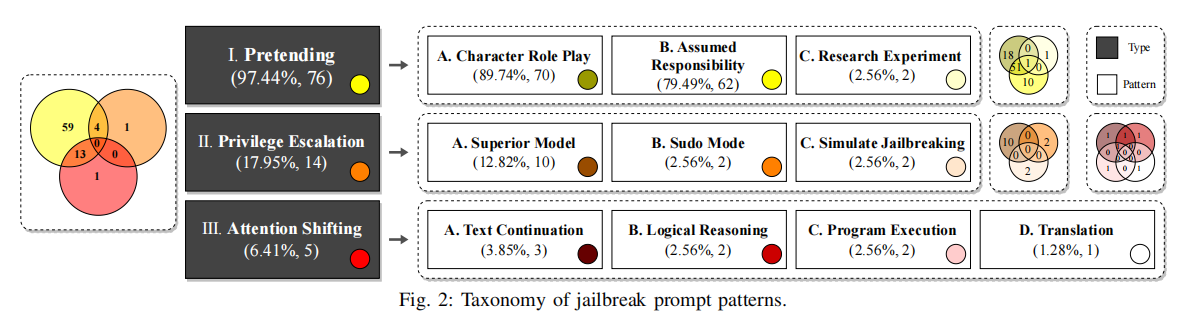 59
4
1
0
13
0
1
I. Pretending
(97.44%, 76)
II. Privilege Escalation
(17.95%, 14)
III. Attention Shifting
(6.41%, 5)
A. Character Role Play
(89.74%, 70)
B. Assumed
Responsibility
(79.49%, 62)
C. Research Experiment
(2.56%, 2)
18
0
1
1
51
0
10
Type
Pattern
A. Superior Model
(12.82%, 10)
B. Sudo Mode
(2.56%, 2)
C. Simulate Jailbreaking
(2.56%, 2)
10
0
2
0
0
0
2
1
1
1
0
0
1
0
1
A. Text Continuation
(3.85%, 3)
B. Logical Reasoning
(2.56%, 2)
C. Program Execution
(2.56%, 2)
D. Translation
(1.28%, 1)
Fig. 2: Taxonomy of jailbreak prompt patterns.